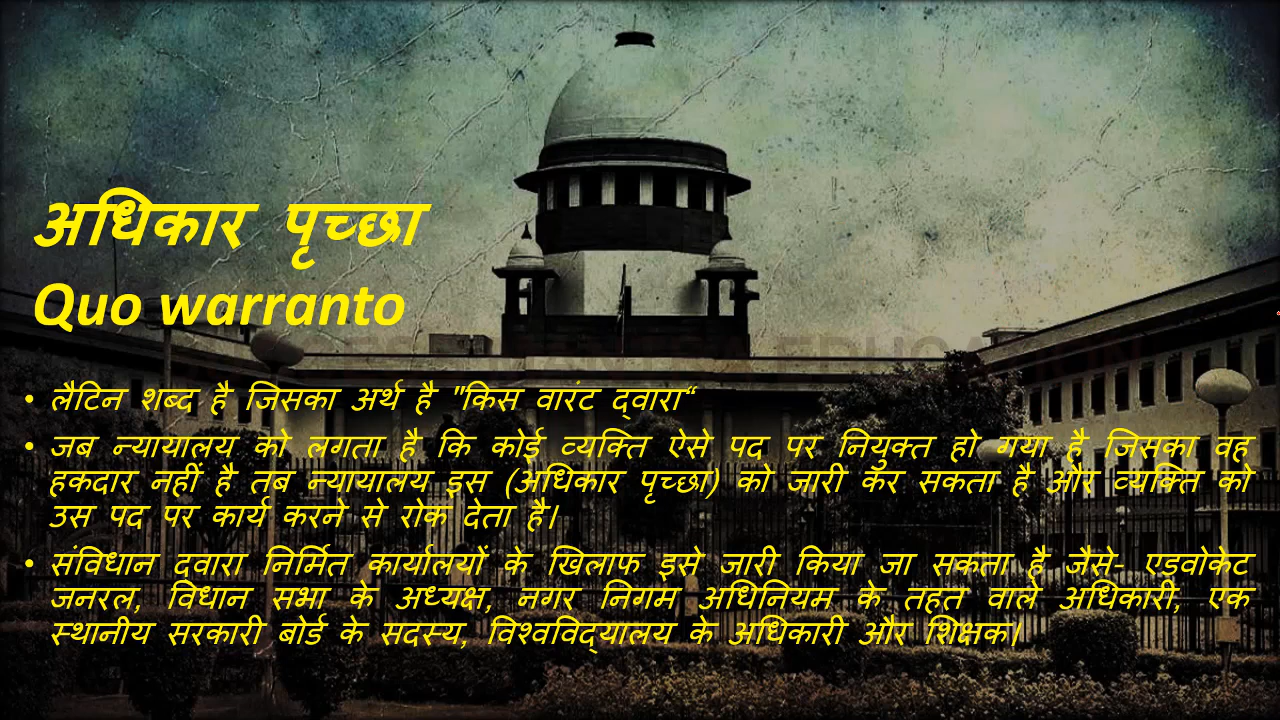 अधिकार पृच्छा
Quo warranto
• लैटिन शब्द है जिसका अर्थ है "किस वारंट द्वारा“
• जब न्यायालय को लगता है कि कोई व्यक्ति ऐसे पद पर नियुक्त हो गया है जिसका वह
हकदार नहीं है तब न्यायालय इस (अधिकार पृच्छा) को जारी कर सकता है और व्यक्ति को
उस पद पर कार्य करने से रोक देता है।
• संविधान द्वारा निर्मित कार्यालयों के खिलाफ इसे जारी किया जा सकता है जैसे- एडवोकेट
जनरल, विधान सभा के अध्यक्ष, नगर निगम अधिनियम के तहत वाले अधिकारी, एक
स्थानीय सरकारी बोर्ड के सदस्य, विश्वविद्यालय के अधिकारी और शिक्षक।